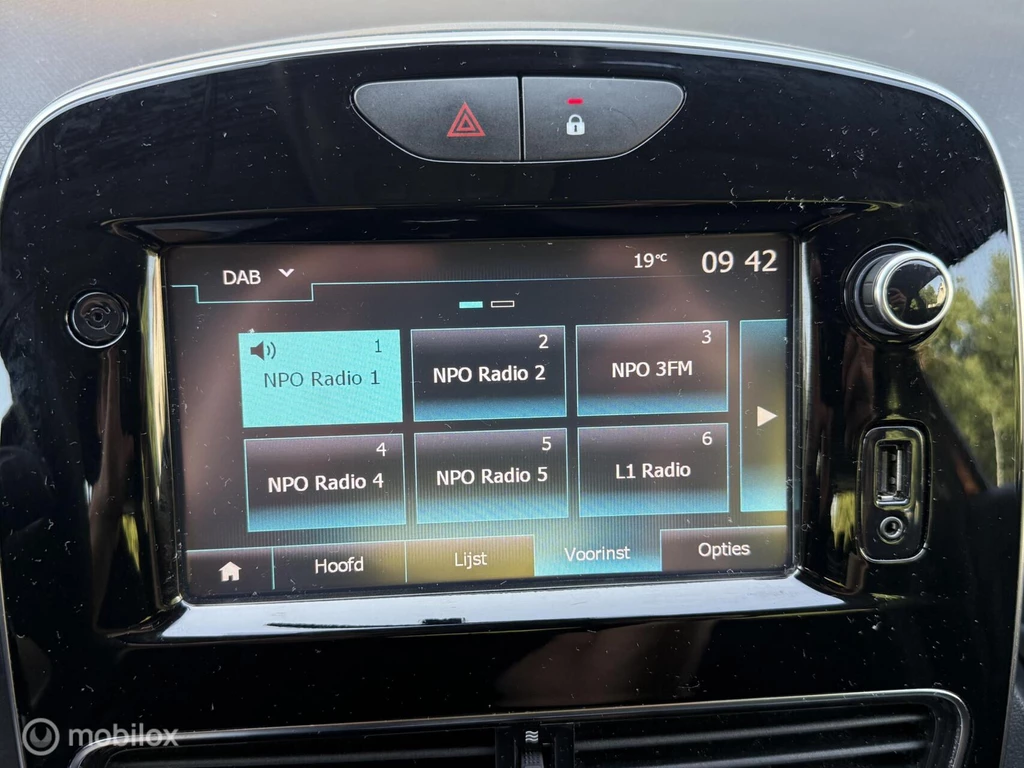 DAB
19°C
09 42
1
NPO Radio 1
2
NPO Radio 2
3
NPO 3FM
4
NPO Radio 4
5
NPO Radio 5
6
L1 Radio
Hoofd
Lijst
Voorinst
Opties
mobilox